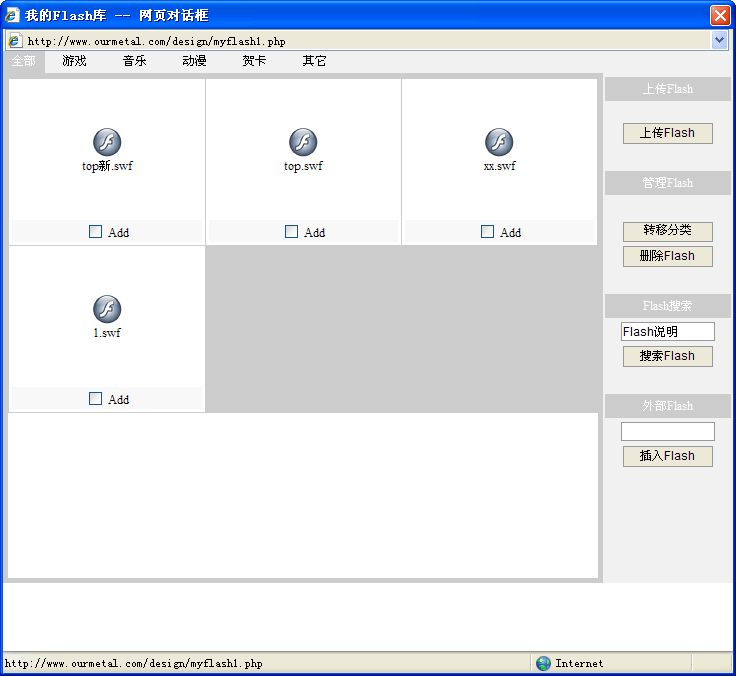 我的Flash库 -- 网页对话框
http://www.ourmetal.com/design/myflash1.php
全部 游戏 音乐 动漫 贺卡 其它
top新.swf top.swf xx.swf
Add Add Add
1.swf
Add
上传Flash
上传Flash
管理Flash
转移分类
删除Flash
Flash搜索
Flash说明
搜索Flash
外部Flash
插入Flash
http://www.ourmetal.com/design/myflash1.php Internet